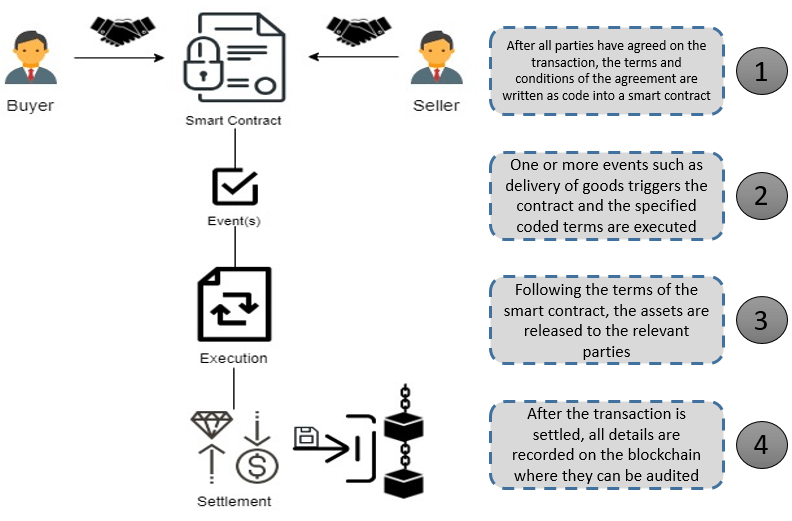 Buyer
Smart Contract
Seller
After all parties have agreed on the
transaction, the terms and
conditions of the agreement are
written as code into a smart contract
1
Event(s)
One or more events such as
delivery of goods triggers the
contract and the specified
coded terms are executed
2
Execution
Following the terms of the
smart contract, the assets are
released to the relevant
parties
3
$
Settlement
After the transaction is
settled, all details are
recorded on the blockchain
where they can be audited
4